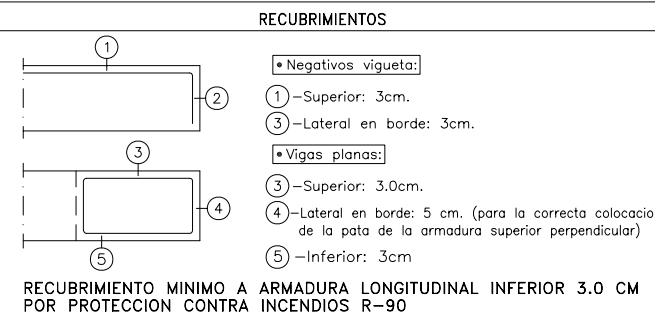 RECUBRIMIENTOS
1
2
• Negativos vigueta:
1 -Superior: 3cm.
3 -Lateral en borde: 3cm.
3
4
5
• Vigas planas:
3 -Superior: 3.0cm.
4 -Lateral en borde: 5 cm. (para la correcta colocacio
de la pata de la armadura superior perpendicular)
5 -Inferior: 3cm
RECUBRIMIENTO MINIMO A ARMADURA LONGITUDINAL INFERIOR 3.0 CM
POR PROTECCION CONTRA INCENDIOS R-90